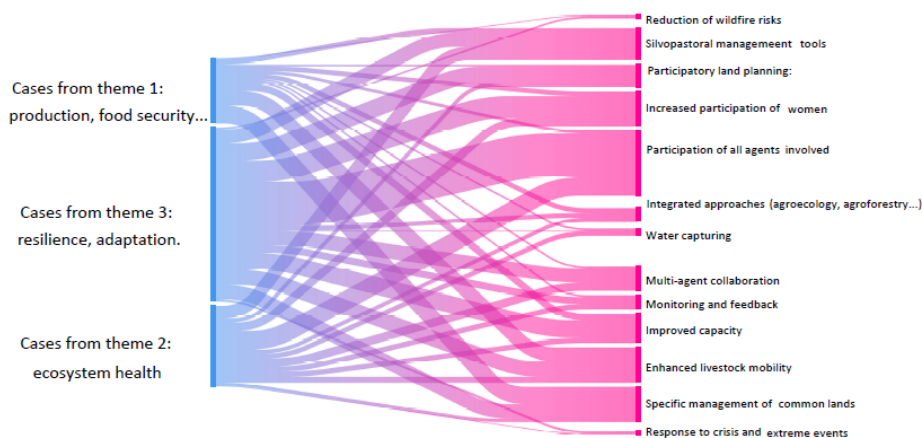 Cases from theme 1:
production, food security...
Cases from theme 3:
resilience, adaptation.
Cases from theme 2:
ecosystem health
Reduction of wildfire risks
Silvopastoral managemeent tools
Participatory land planning:
Increased participation of women
Participation of all agents involved
Integrated approaches (agroecology, agroforestry...)
Water capturing
Multi-agent collaboration
Monitoring and feedback
Improved capacity
Enhanced livestock mobility
Specific management of common lands
Response to crisis and extreme events